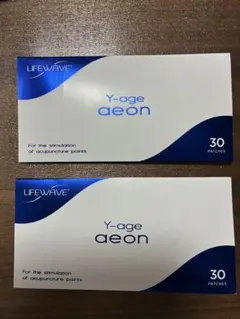 LIFEWAVE
Y-age
aeon
For the stimulation
of acupuncture points
30
PATCHES
LIFEWAVE
Y-age
aeon
For the stimulation
of acupuncture points
30
PATCHES